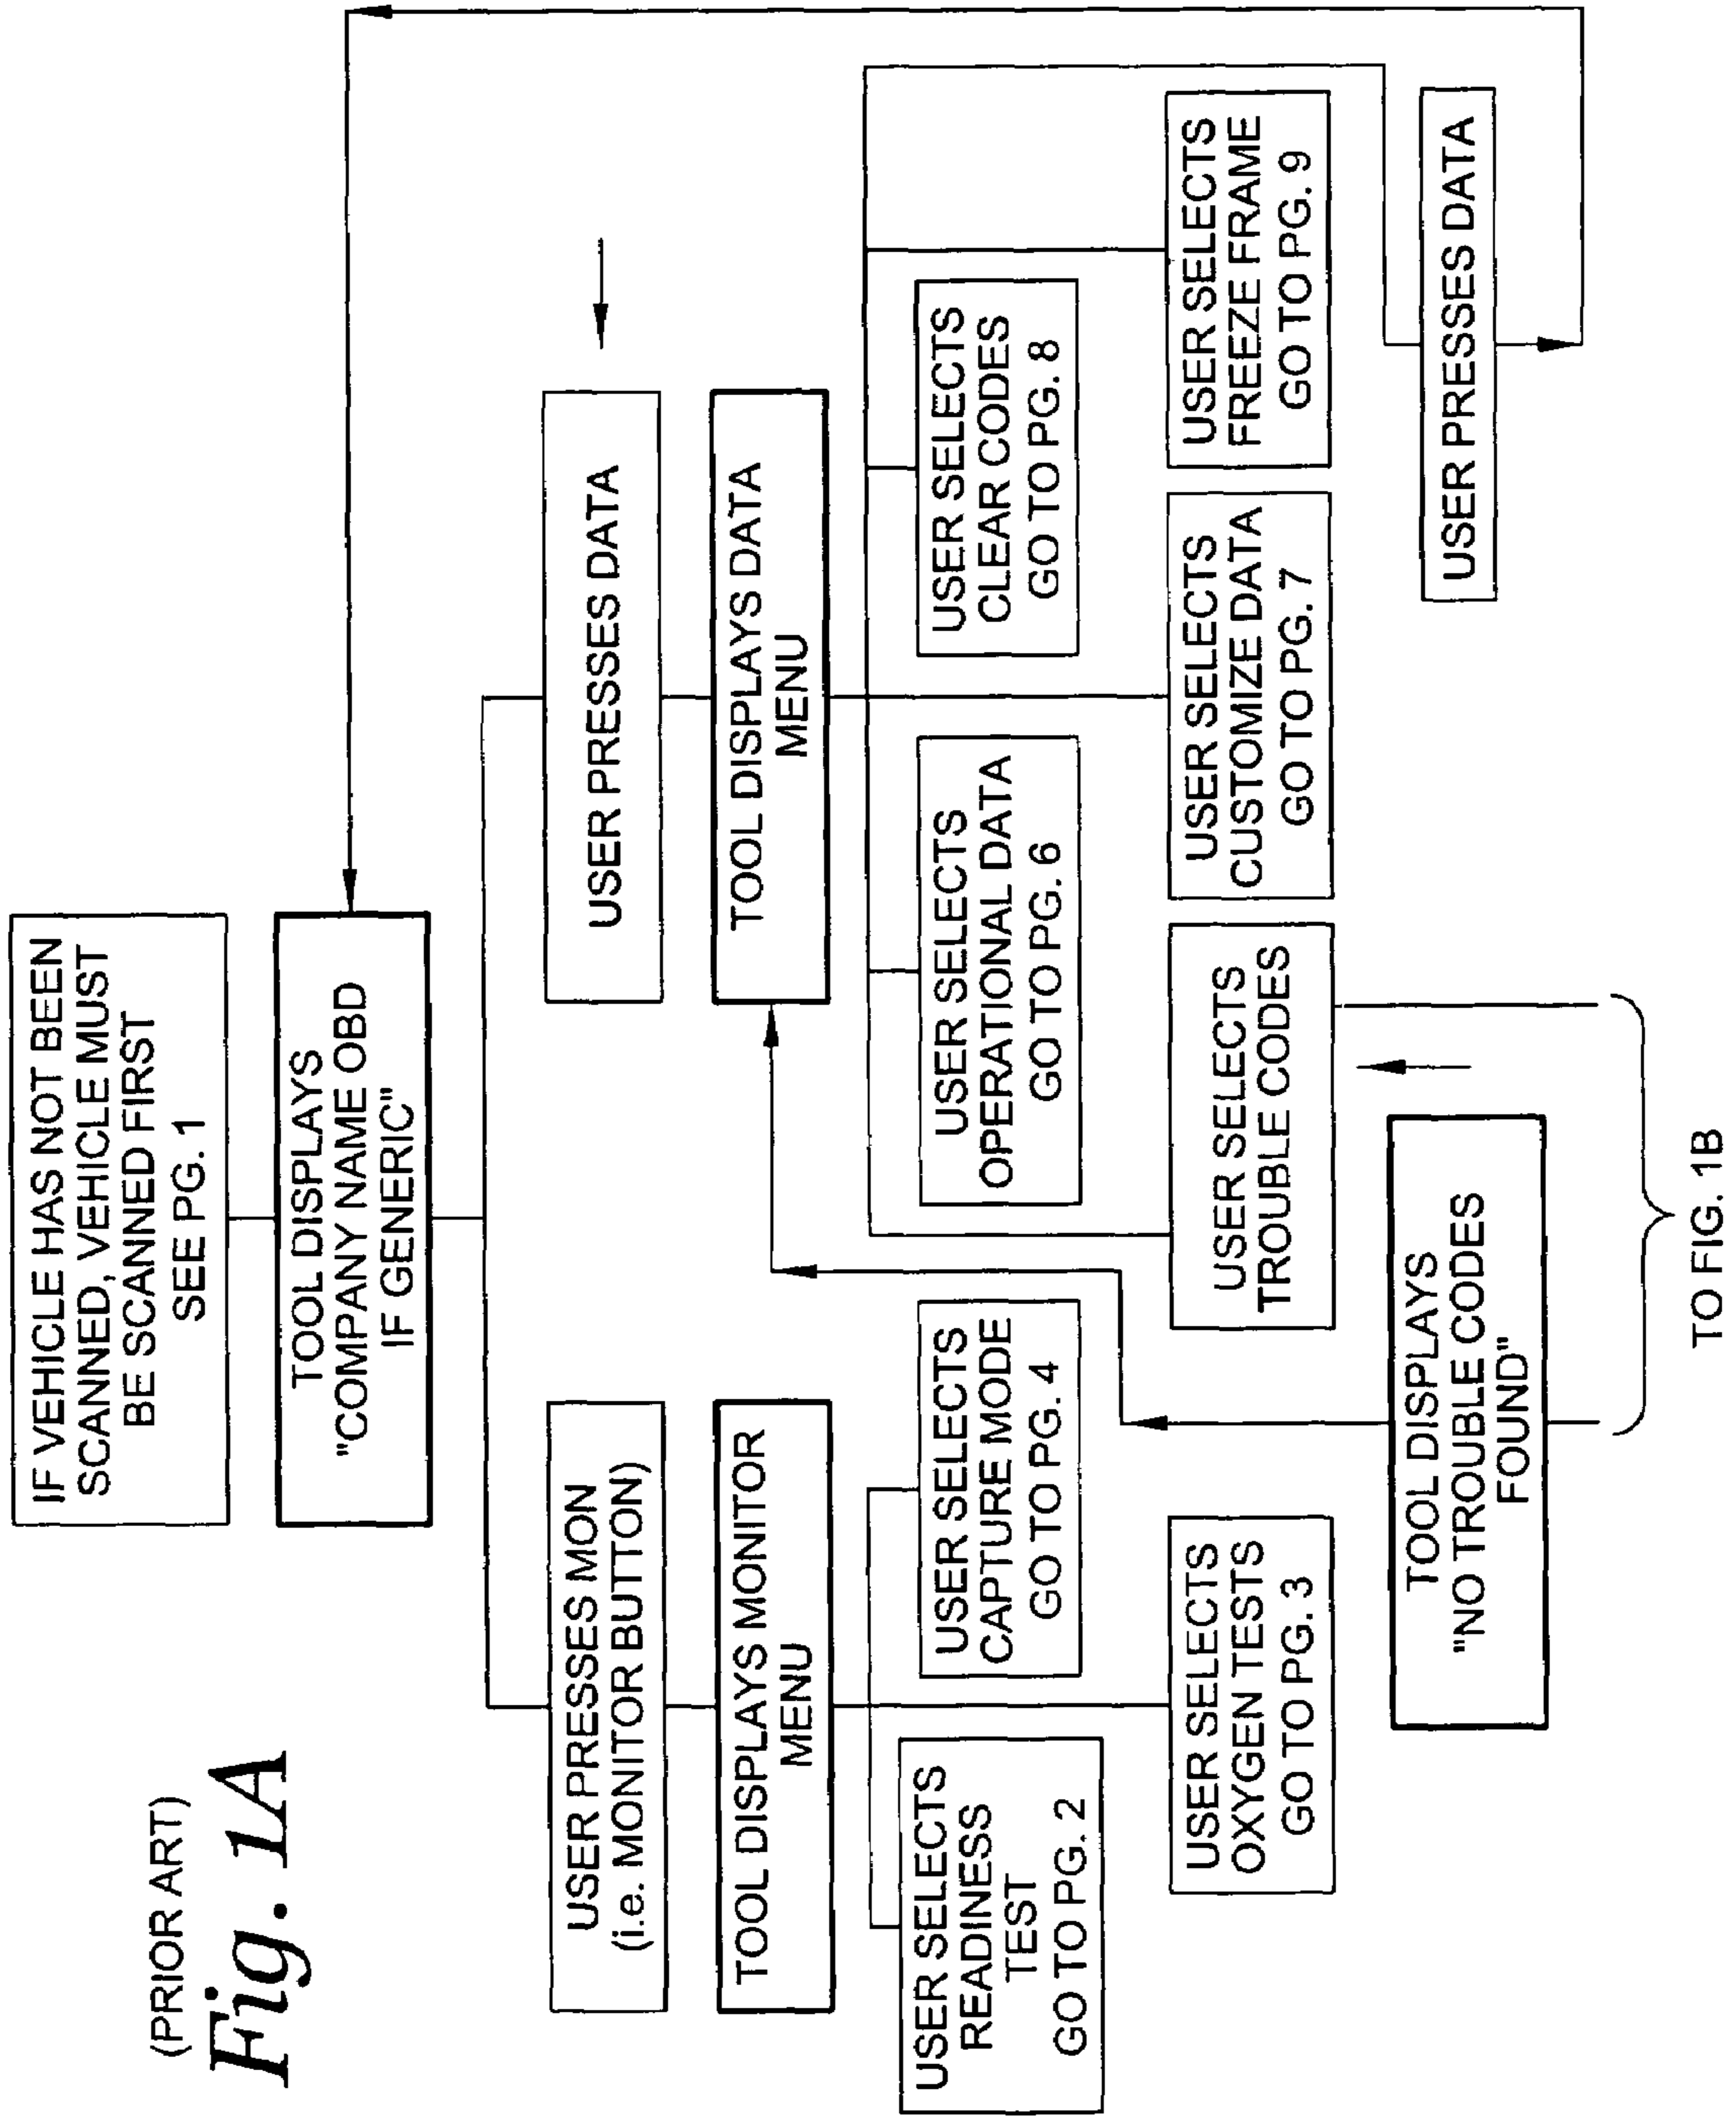 (PRIOR ART)
Fig. 1A
IF VEHICLE HAS NOT BEEN
SCANNED, VEHICLE MUST
BE SCANNED FIRST
SEE PG. 1
TOOL DISPLAYS
"COMPANY NAME OBD
IF GENERIC"
USER PRESSES MON
(i.e. MONITOR BUTTON)
USER PRESSES DATA
TOOL DISPLAYS MONITOR
MENU
TOOL DISPLAYS DATA
MENU
USER SELECTS
READINESS
TEST
GO TO PG. 2
USER SELECTS
CAPTURE MODE
GO TO PG. 4
USER SELECTS
OPERATIONAL DATA
GO TO PG. 6
USER SELECTS
CLEAR CODES
GO TO PG. 8
USER SELECTS
OXYGEN TESTS
GO TO PG. 3
USER SELECTS
TROUBLE CODES
USER SELECTS
CUSTOMIZE DATA
GO TO PG. 7
USER SELECTS
FREEZE FRAME
GO TO PG. 9
TOOL DISPLAYS
"NO TROUBLE CODES
FOUND"
USER PRESSES DATA
TO FIG. 1B